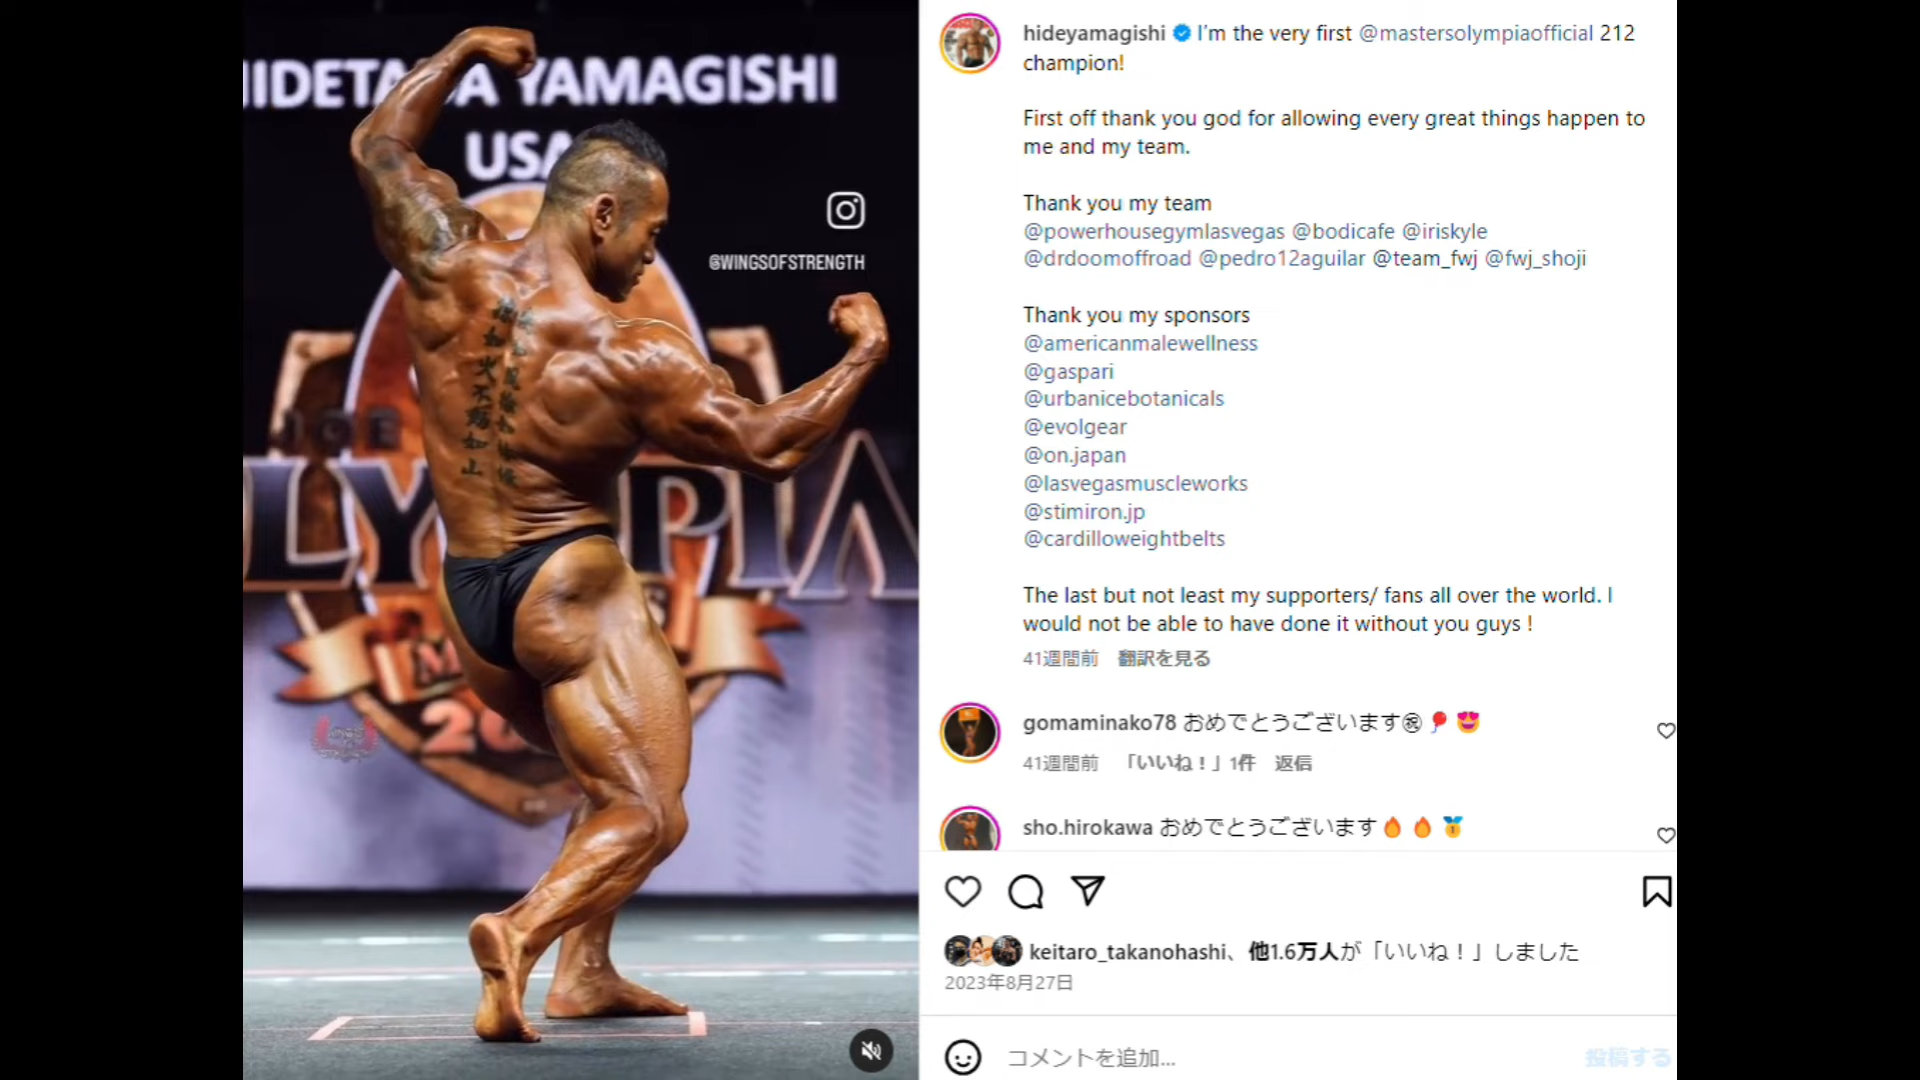 YAMAGISHI
USA
@WINGSOFSTRENGTH
JOE
OLYMPIA
hideyamagishi I'm the very first @mastersolympiaofficial 212
champion!
First off thank you god for allowing every great things happen to
me and my team.
Thank you my team
@powerhousegymlasvegas @bodicafe @iriskyle
@drdoomoffroad @pedro12aguilar @team_fwj @fwj_shoji
Thank you my sponsors
@americanmalewellness
@gaspari
@urbanicebotanicals
@evolgear
@on.japan
@lasvegasmuscleworks
@stimiron.jp
@cardilloweightbelts
The last but not least my supporters/ fans all over the world. I
would not be able to have done it without you guys !
41週間前 翻訳を見る
gomaminako78 おめでとうございます㊗🎈😍
41週間前 「いいね！」1件 返信
sho.hirokawa おめでとうございます🔥🔥🥇
keitaro_takanohashi、他1.6万人が「いいね！」しました
2023年8月27日
コメントを追加...
投稿する